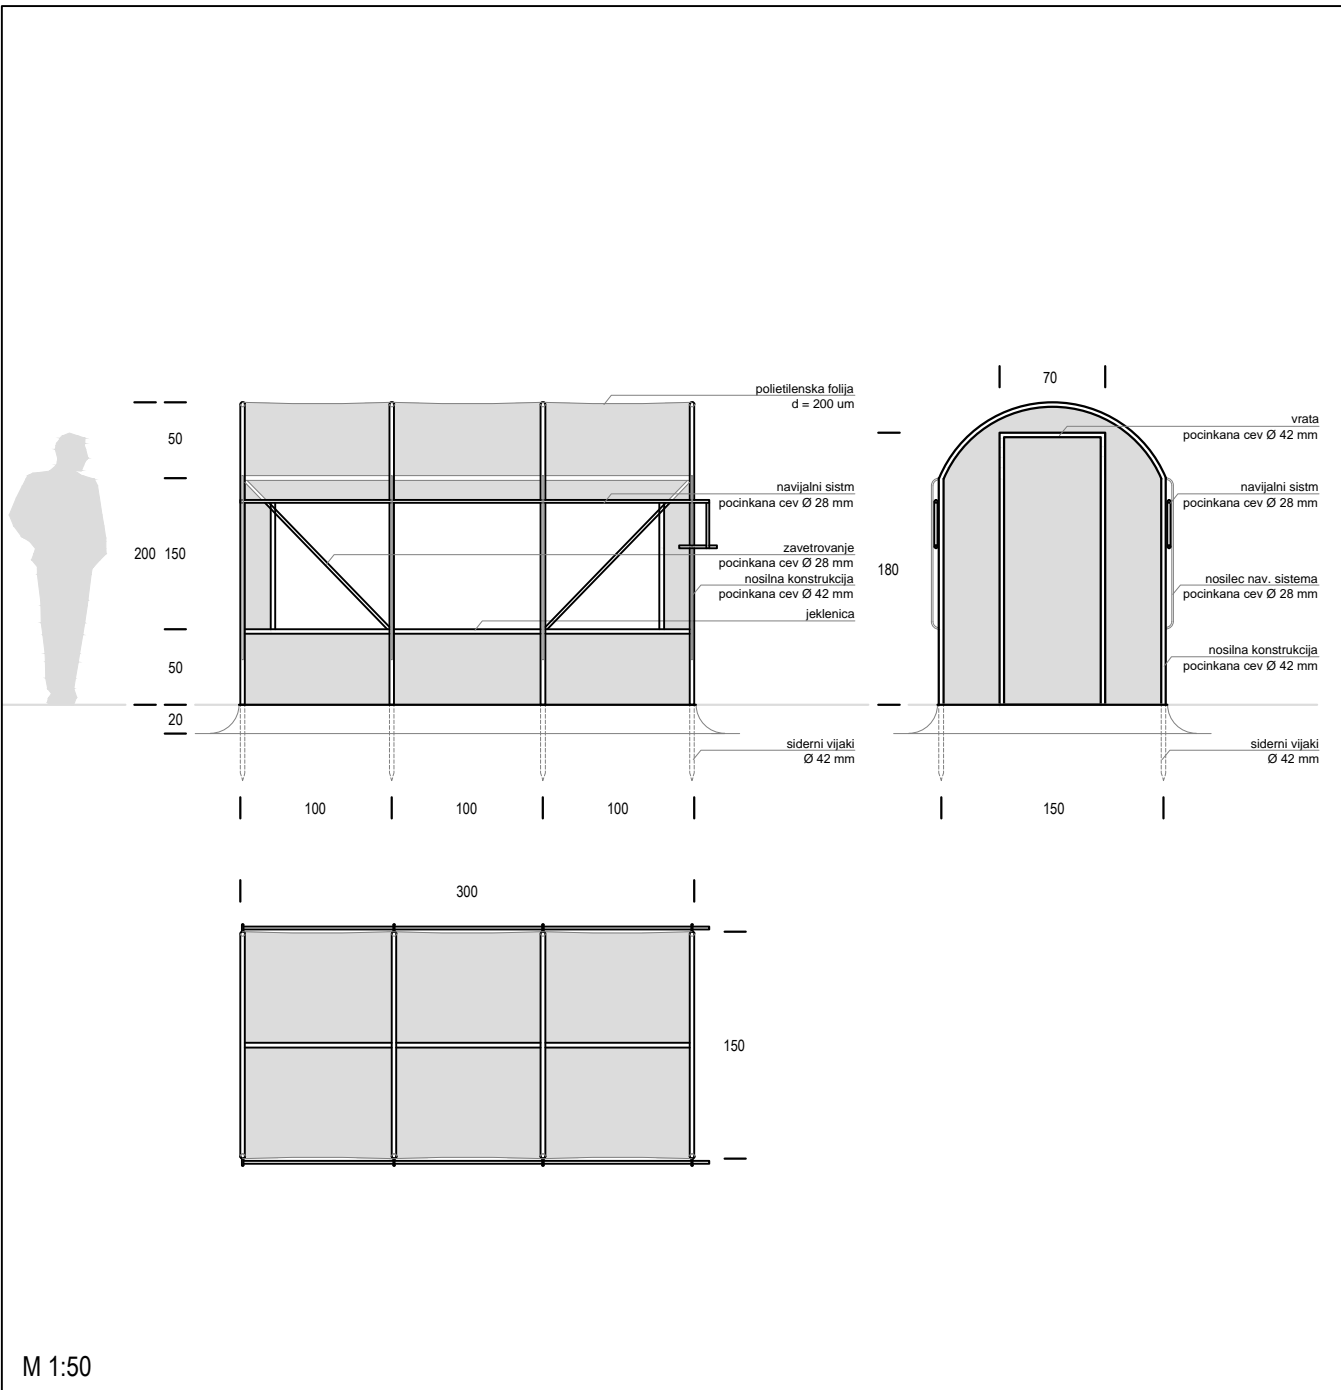 70
polietilenska folija
d = 200 um
vrata
pocinkana cev Ø 42 mm
50
navijalni sistm
pocinkana cev Ø 28 mm
navijalni sistm
pocinkana cev Ø 28 mm
200 150
zavetrovanje
pocinkana cev Ø 28 mm
nosilna konstrukcija
pocinkana cev Ø 42 mm
jeklenica
180
nosilec nav. sistema
pocinkana cev Ø 28 mm
50
nosilna konstrukcija
pocinkana cev Ø 42 mm
20
siderni vijaki
Ø 42 mm
siderni vijaki
Ø 42 mm
100 100 100
150
300
150
M 1:50